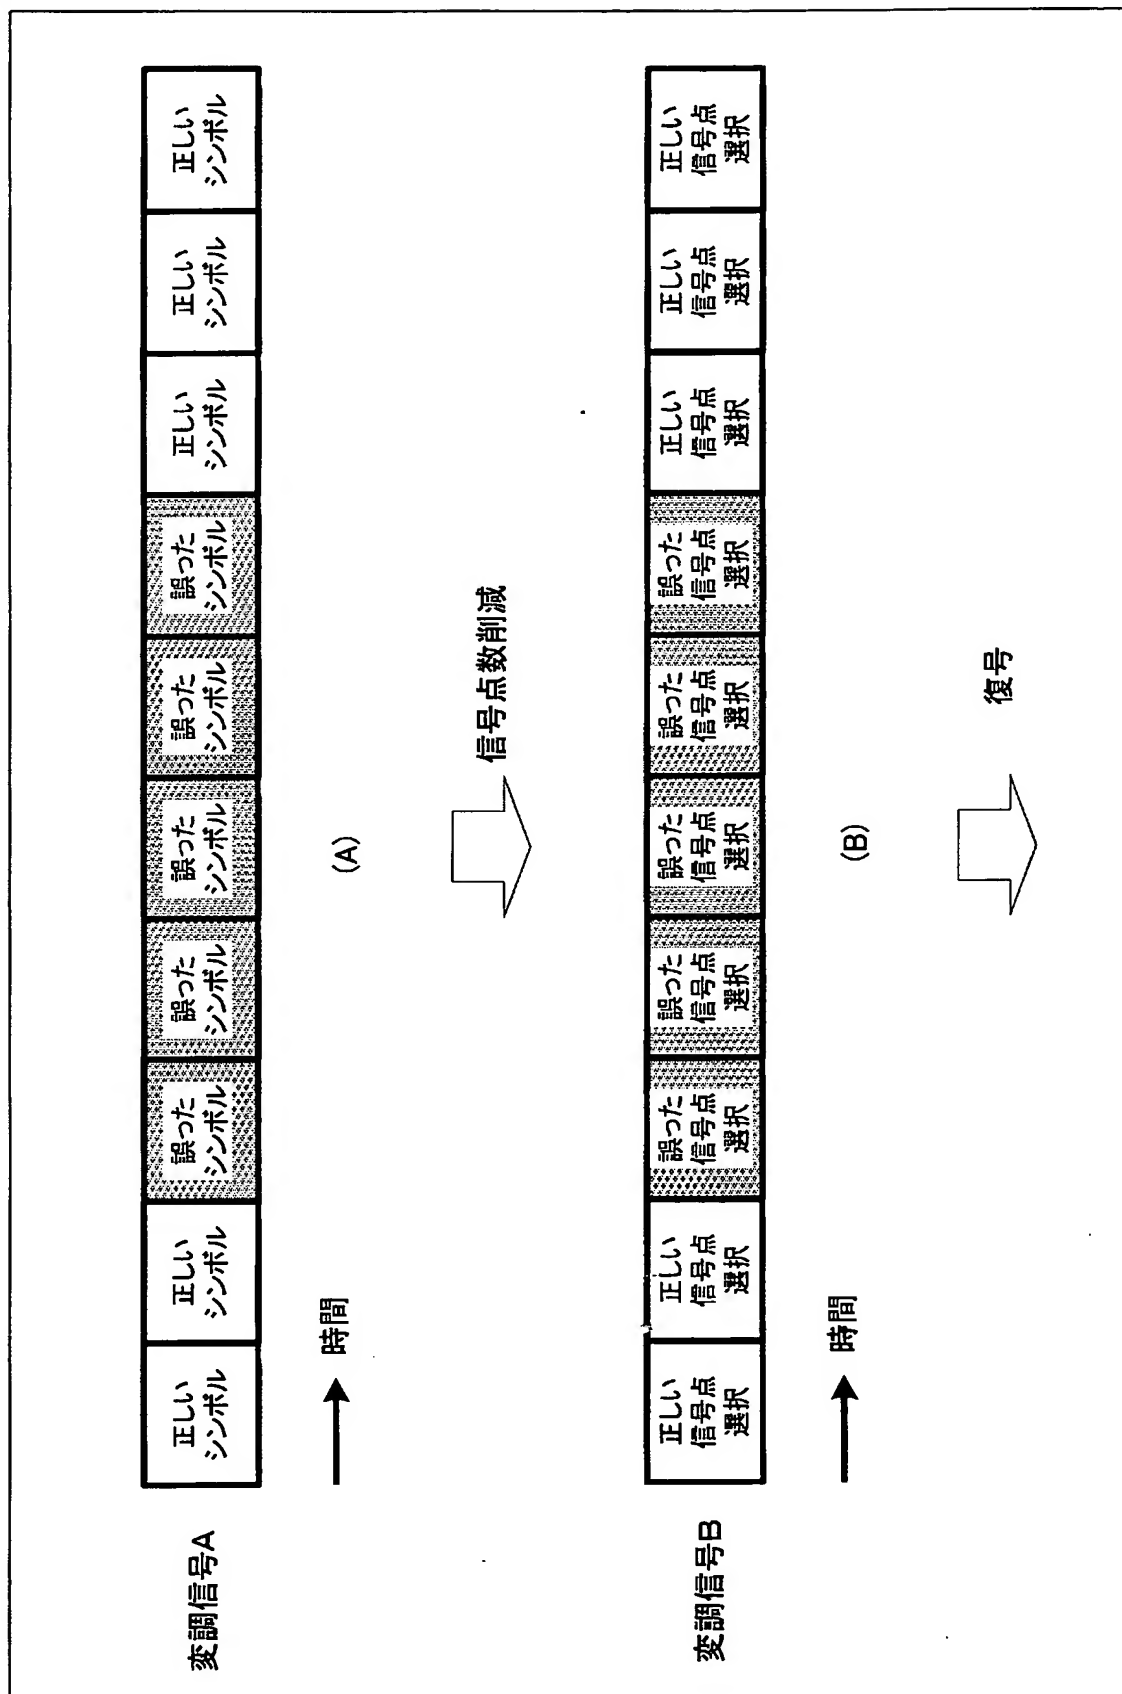 変調信号A
正しい
シンボル
正しい
シンボル
誤った
シンボル
誤った
シンボル
誤った
シンボル
誤った
シンボル
誤った
シンボル
正しい
シンボル
正しい
シンボル
正しい
シンボル
時間
(A)
信号点数削減
変調信号B
正しい
信号点
選択
正しい
信号点
選択
誤った
信号点
選択
誤った
信号点
選択
誤った
信号点
選択
誤った
信号点
選択
誤った
信号点
選択
正しい
信号点
選択
正しい
信号点
選択
正しい
信号点
選択
時間
(B)
復号